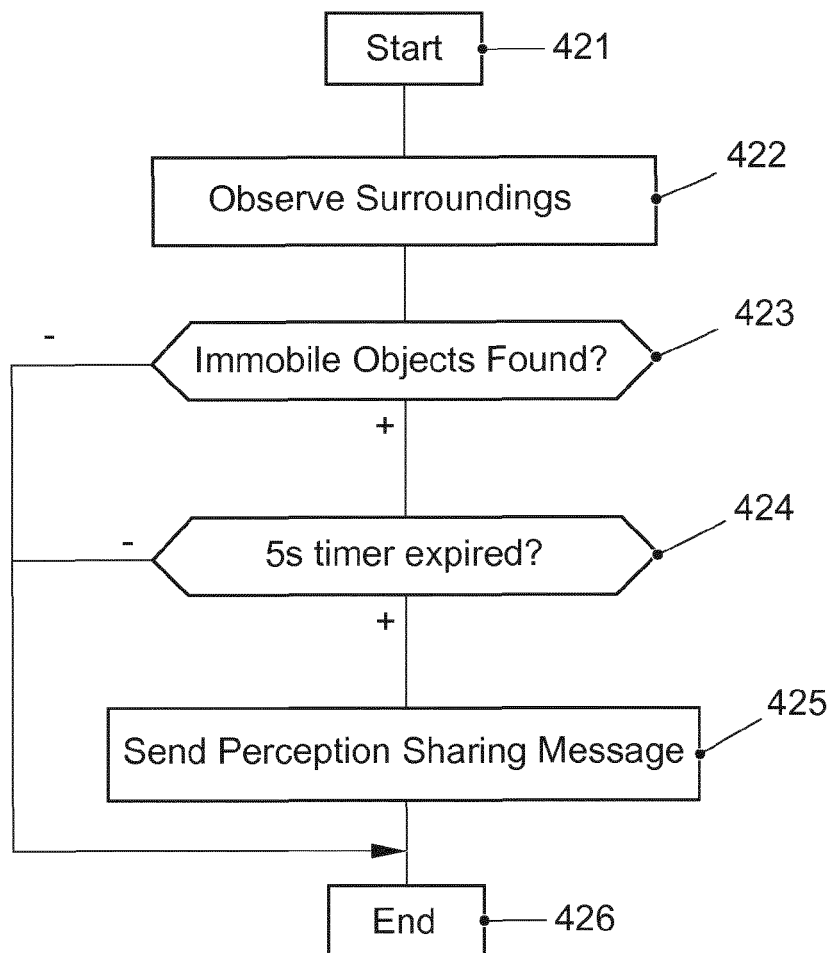 Start
421
Observe Surroundings
422
Immobile Objects Found?
423
-
+
5s timer expired?
424
-
+
Send Perception Sharing Message
425
End
426